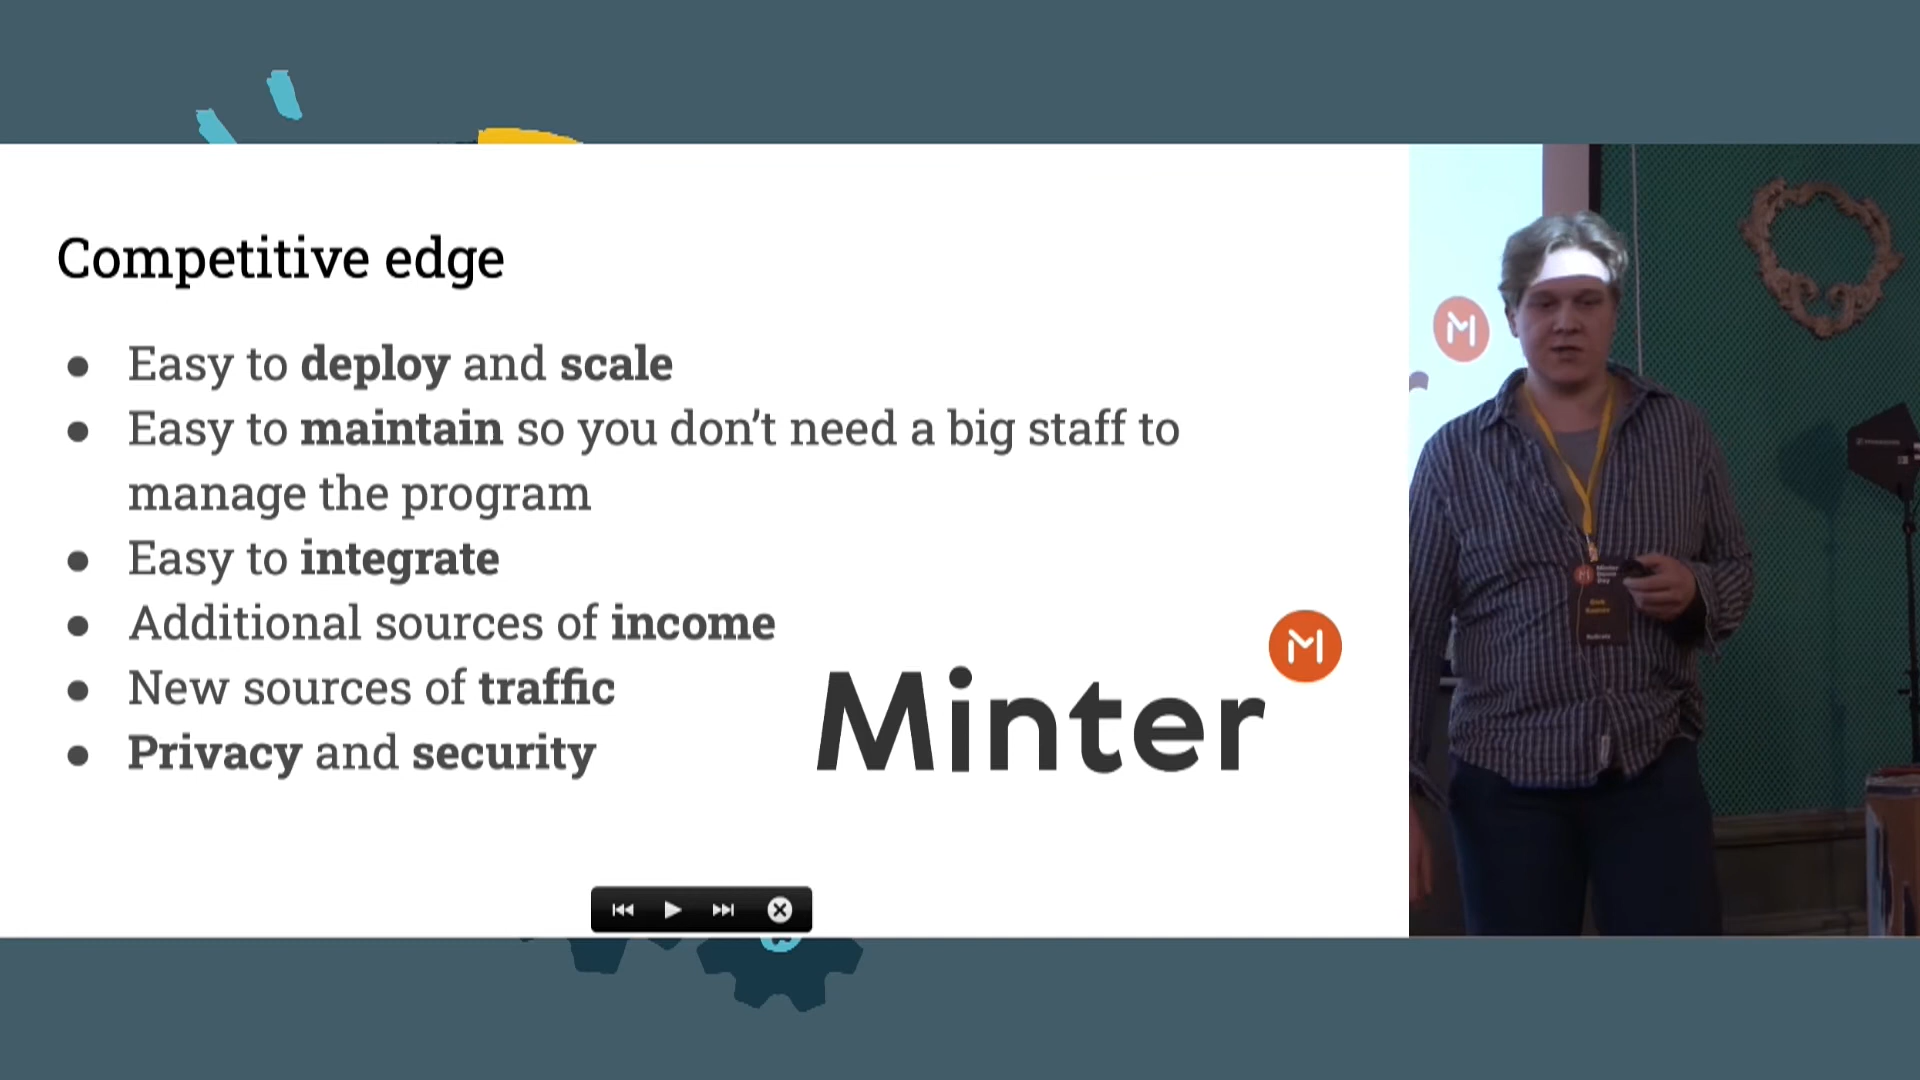 Competitive edge
● Easy to deploy and scale
● Easy to maintain so you don’t need a big staff to
manage the program
● Easy to integrate
● Additional sources of income
● New sources of traffic
● Privacy and security
Minter
Minter